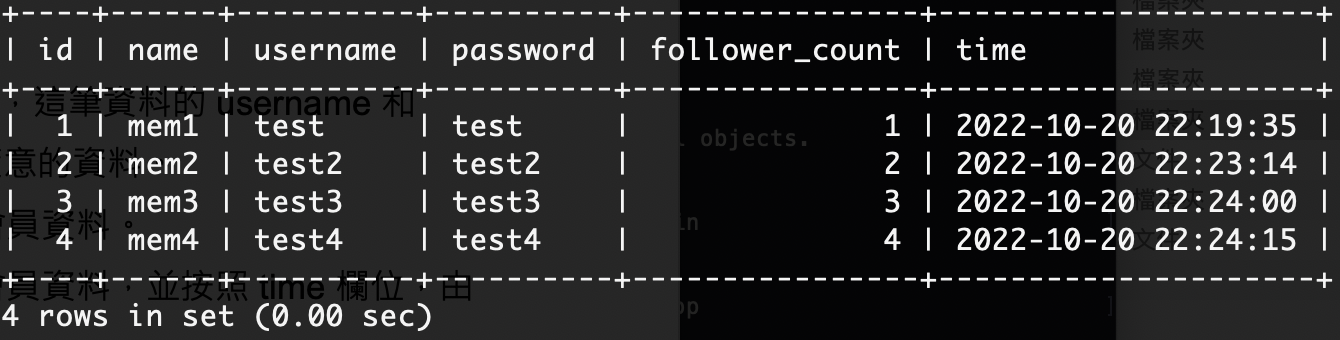 +----+------+----------+----------+----------------+---------------------+
| id | name | username | password | follower_count | time                |
+----+------+----------+----------+----------------+---------------------+
|  1 | mem1 | test     | test     |              1 | 2022-10-20 22:19:35 |
|  2 | mem2 | test2    | test2    |              2 | 2022-10-20 22:23:14 |
|  3 | mem3 | test3    | test3    |              3 | 2022-10-20 22:24:00 |
|  4 | mem4 | test4    | test4    |              4 | 2022-10-20 22:24:15 |
+----+------+----------+----------+----------------+---------------------+
4 rows in set (0.00 sec)
，這筆資料的 username 和
意的資料
員資料。
員資料，並按照 time 欄位，由
objects.
in
檔案夾
檔案夾
檔案夾
檔案夾
檔案夾